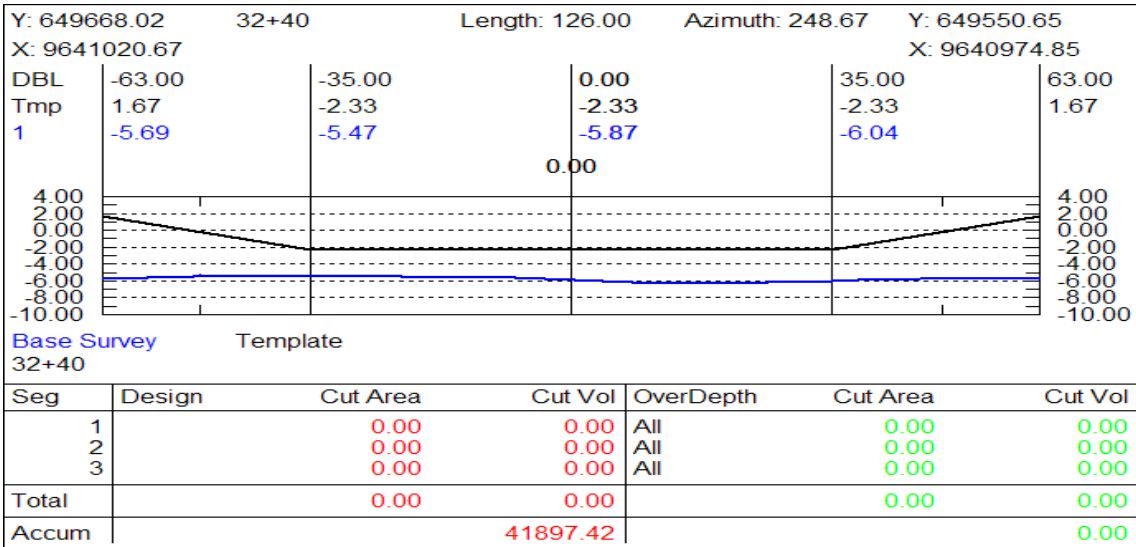 Y: 649668.02 32+40 Length: 126.00 Azimuth: 248.67 Y: 649550.65
X: 9641020.67 X: 9640974.85
DBL -63.00 -35.00 0.00 35.00 63.00
Tmp 1.67 -2.33 -2.33 -2.33 1.67
1 -5.69 -5.47 -5.87 -6.04
0.00
4.00 4.00
2.00 2.00
0.00 0.00
-2.00 -2.00
-4.00 -4.00
-6.00 -6.00
-8.00 -8.00
-10.00 -10.00
Base Survey Template
32+40
Seg Design Cut Area Cut Vol OverDepth Cut Area Cut Vol
1 0.00 0.00 All 0.00 0.00
2 0.00 0.00 All 0.00 0.00
3 0.00 0.00 All 0.00 0.00
Total 0.00 0.00 0.00 0.00
Accum 41897.42 0.00